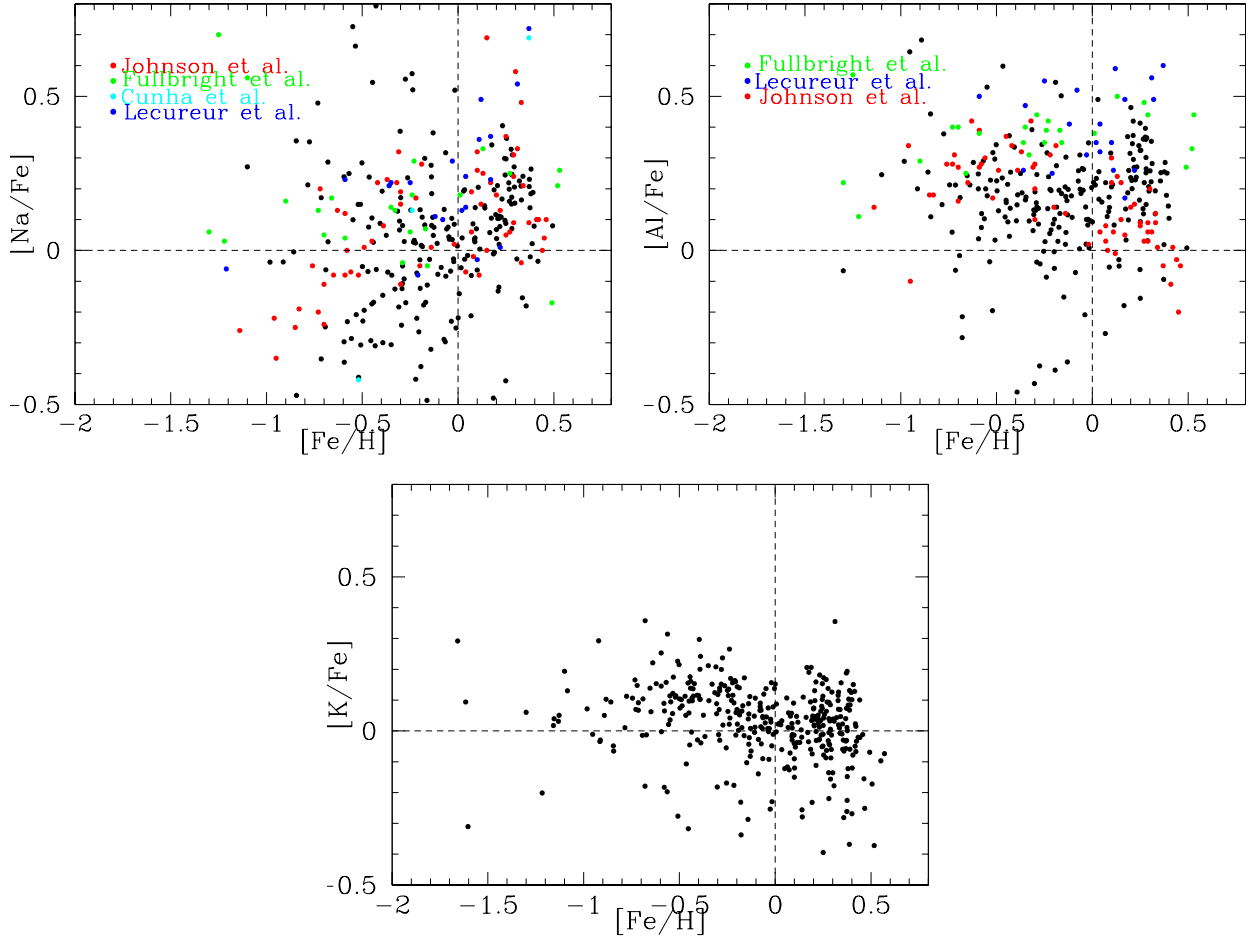 [Na/Fe]
0.5
0
-0.5
Johnson et al.
Fullbright et al.
Cunha et al.
Lecureur et al.
-2 -1.5 -1 -0.5 0 0.5
[Fe/H]
[Al/Fe]
0.5
0
-0.5
Fullbright et al.
Lecureur et al.
Johnson et al.
-2 -1.5 -1 -0.5 0 0.5
[Fe/H]
[K/Fe]
0.5
0
-0.5
-2 -1.5 -1 -0.5 0 0.5
[Fe/H]